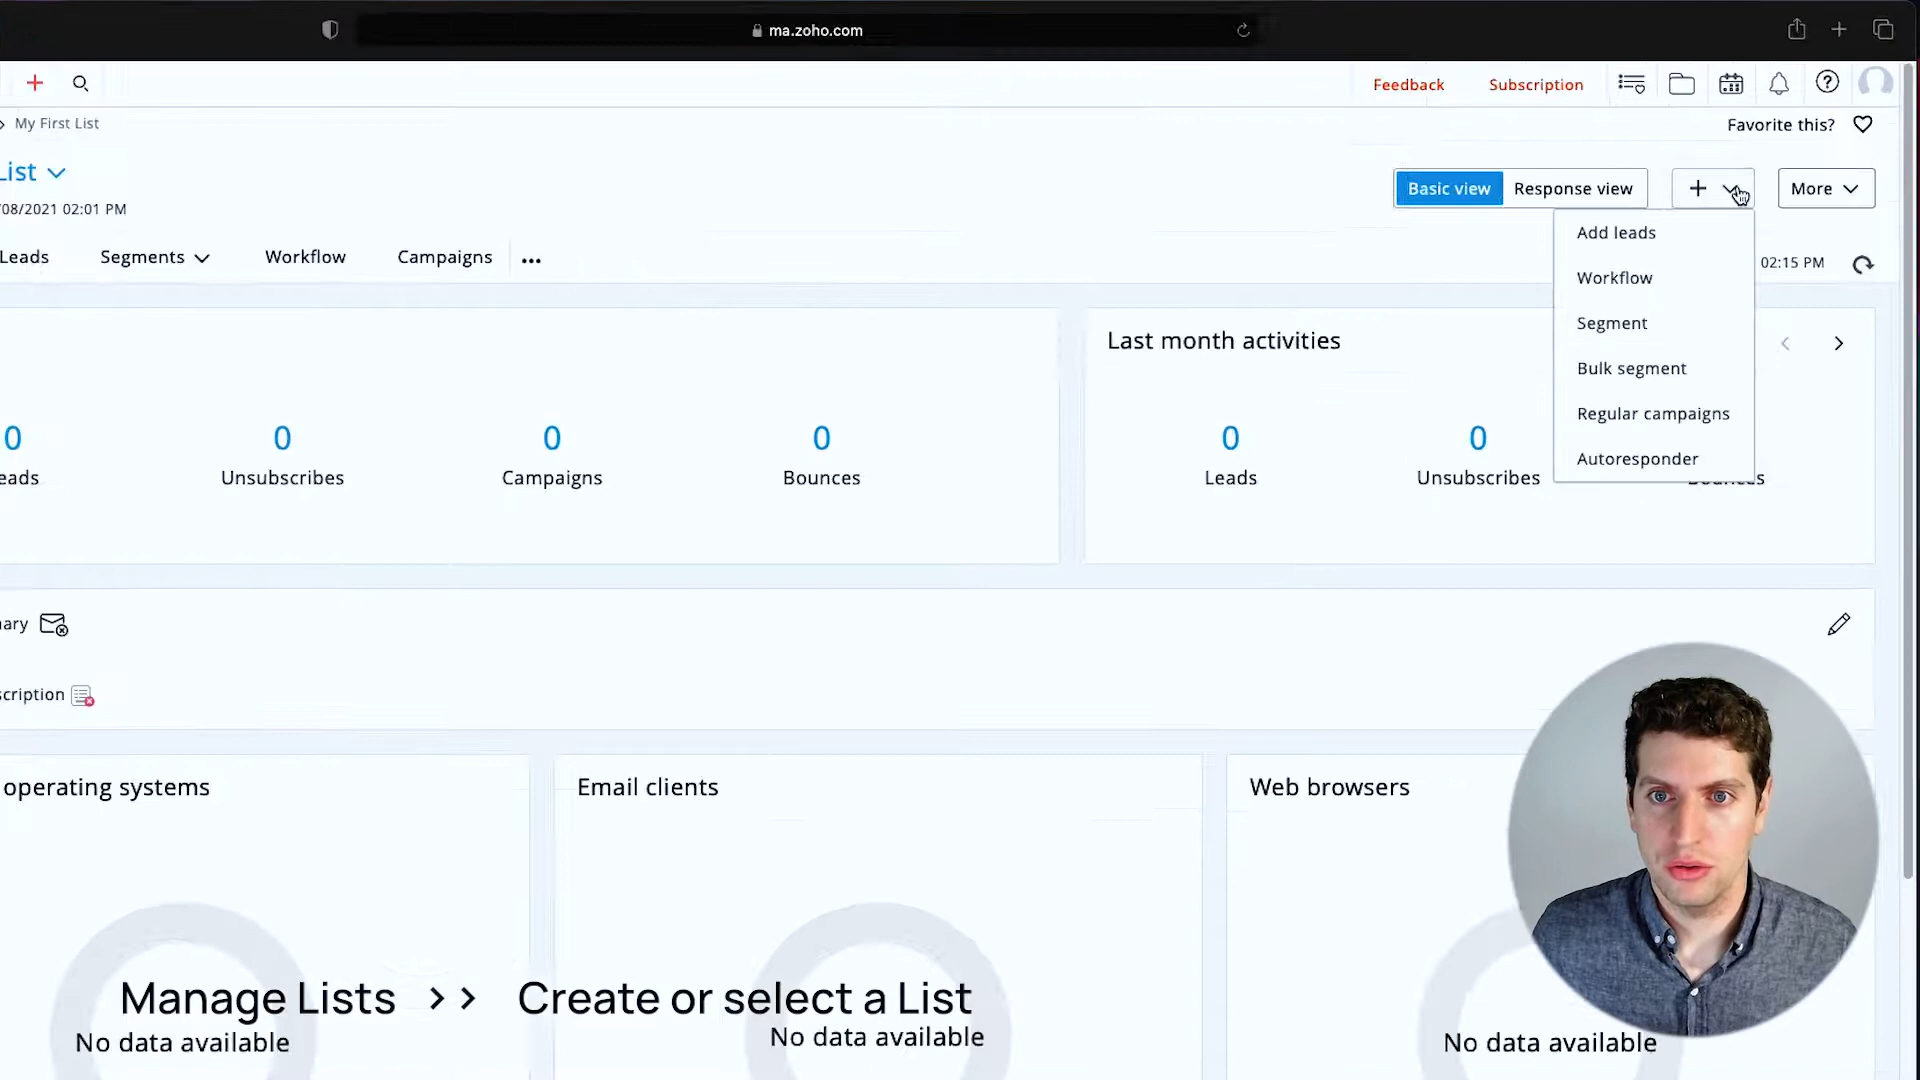 ma.zoho.com
Feedback Subscription
My First List
Favorite this?
List
/08/2021 02:01 PM
Basic view Response view
More
Leads Segments Workflow Campaigns ...
02:15 PM
Add leads
Workflow
Segment
Bulk segment
Regular campaigns
Autoresponder
0
eads
0
Unsubscribes
0
Campaigns
0
Bounces
Last month activities
0
Leads
0
Unsubscribes
Bounces
ary
scription
operating systems
No data available
Email clients
No data available
Web browsers
No data available
Manage Lists >> Create or select a List